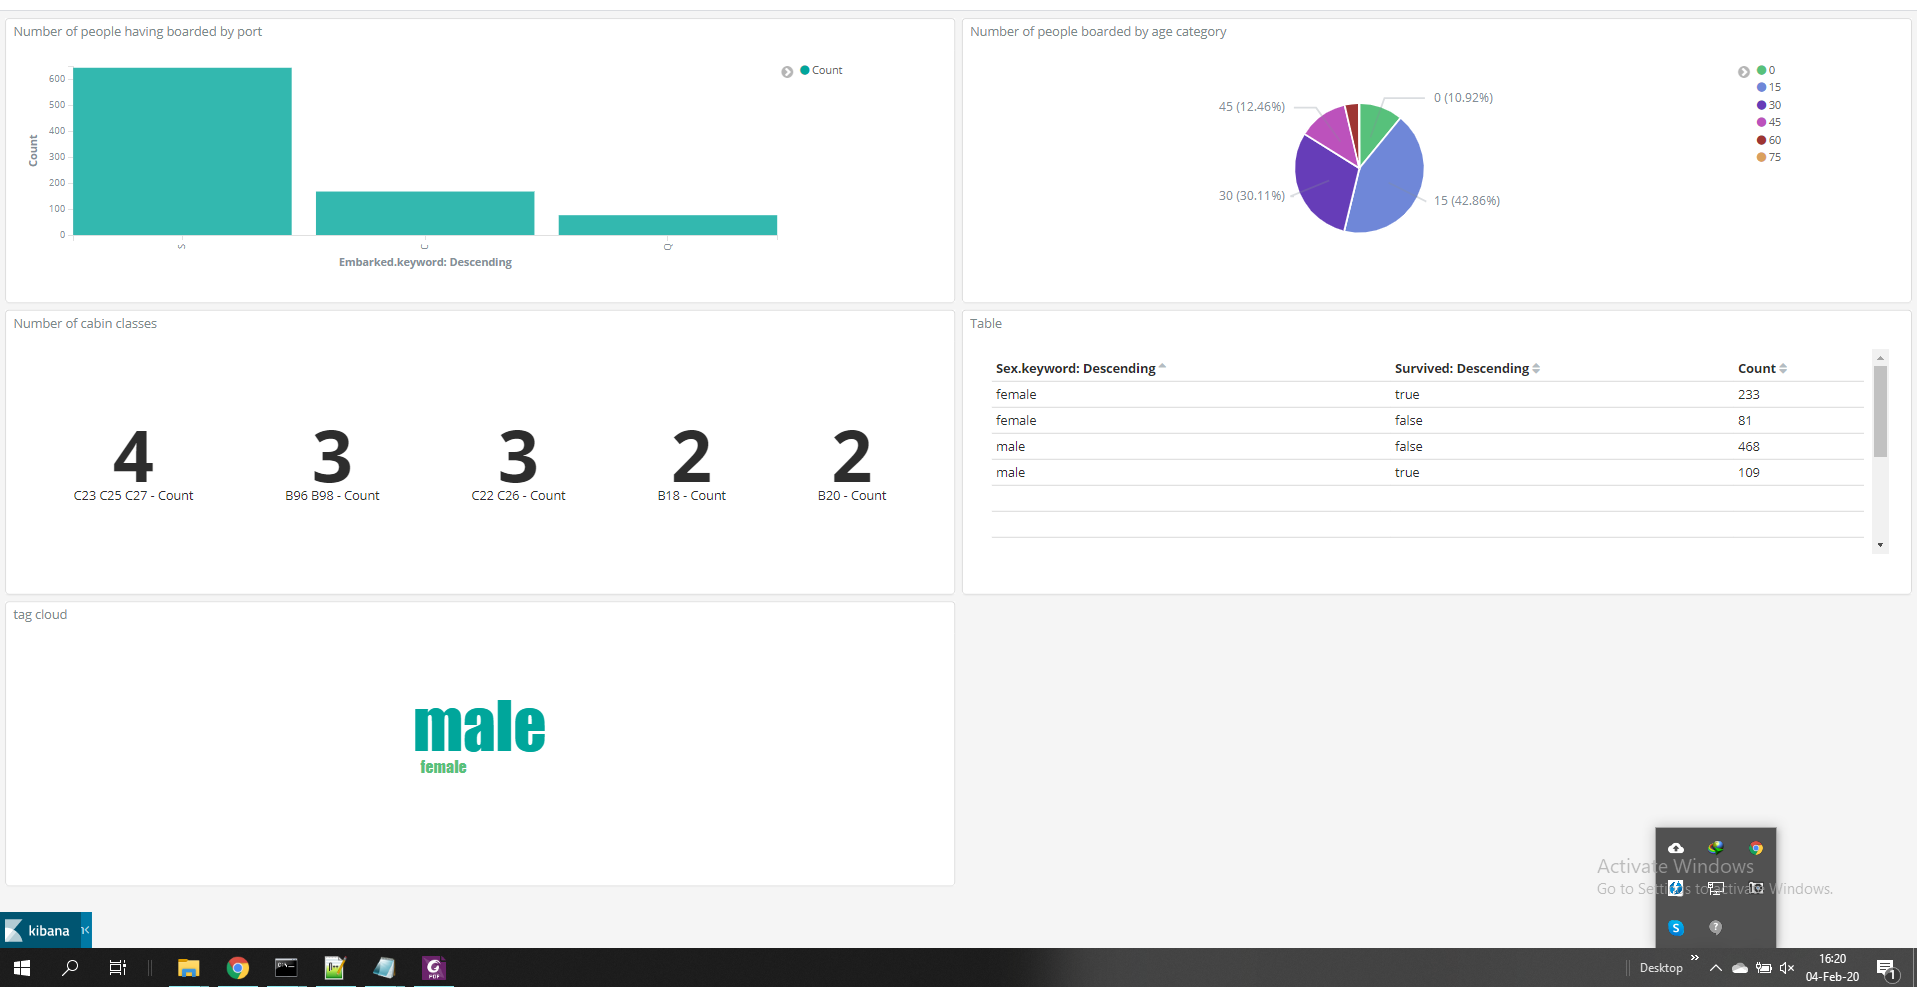 Number of people having boarded by port
600
500
400
300
200
100
0
Count
S
C
Q
Embarked.keyword: Descending
Count
Number of people boarded by age category
45 (12.46%)
0 (10.92%)
30 (30.11%)
15 (42.86%)
0
15
30
45
60
75
Number of cabin classes
4
C23 C25 C27 - Count
3
B96 B98 - Count
3
C22 C26 - Count
2
B18 - Count
2
B20 - Count
Table
Sex.keyword: Descending Survived: Descending Count
female true 233
female false 81
male false 468
male true 109
tag cloud
male
female
Activate Windows
Go to Settings to activate Windows.
kibana
Desktop
16:20
04-Feb-20
1